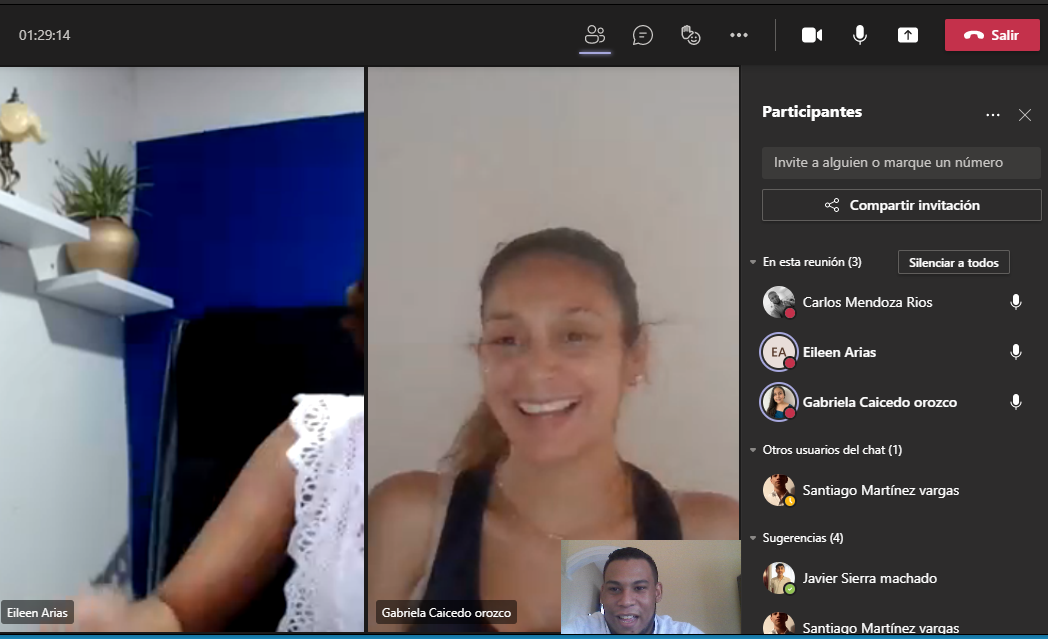 01:29:14
Salir
Participantes
Invite a alguien o marque un número
Compartir invitación
En esta reunión (3)
Silenciar a todos
Carlos Mendoza Rios
EA
Eileen Arias
Gabriela Caicedo orozco
Otros usuarios del chat (1)
Santiago Martínez vargas
Sugerencias (4)
Javier Sierra machado
Santiago Martínez vargas
Eileen Arias
Gabriela Caicedo orozco